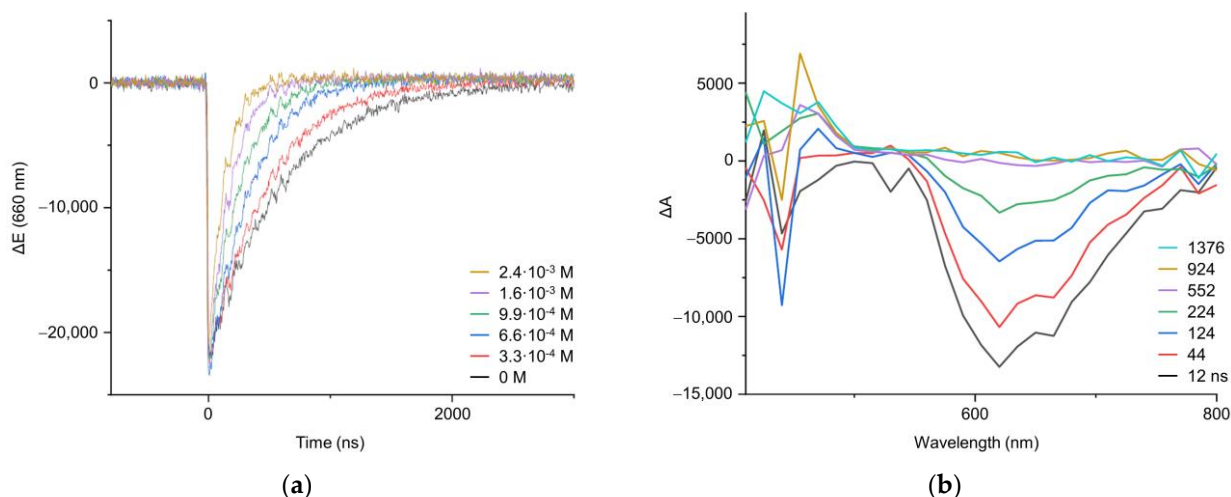 0
−10,000
−20,000
ΔE (660 nm)
2.4·10⁻³ M
1.6·10⁻³ M
9.9·10⁻⁴ M
6.6·10⁻⁴ M
3.3·10⁻⁴ M
0 M
0
2000
Time (ns)
(a)
5000
0
−5000
−10,000
−15,000
ΔA
1376
924
552
224
124
44
12 ns
600
800
Wavelength (nm)
(b)